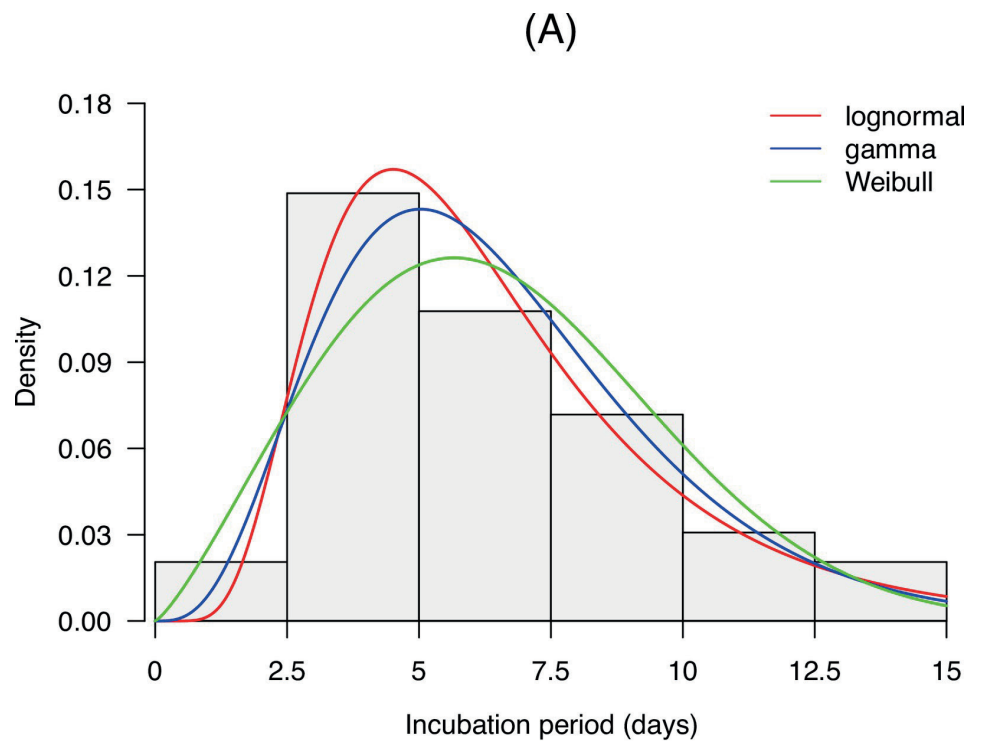 (A)
lognormal
gamma
Weibull
Density
0.18
0.15
0.12
0.09
0.06
0.03
0.00
0 2.5 5 7.5 10 12.5 15
Incubation period (days)